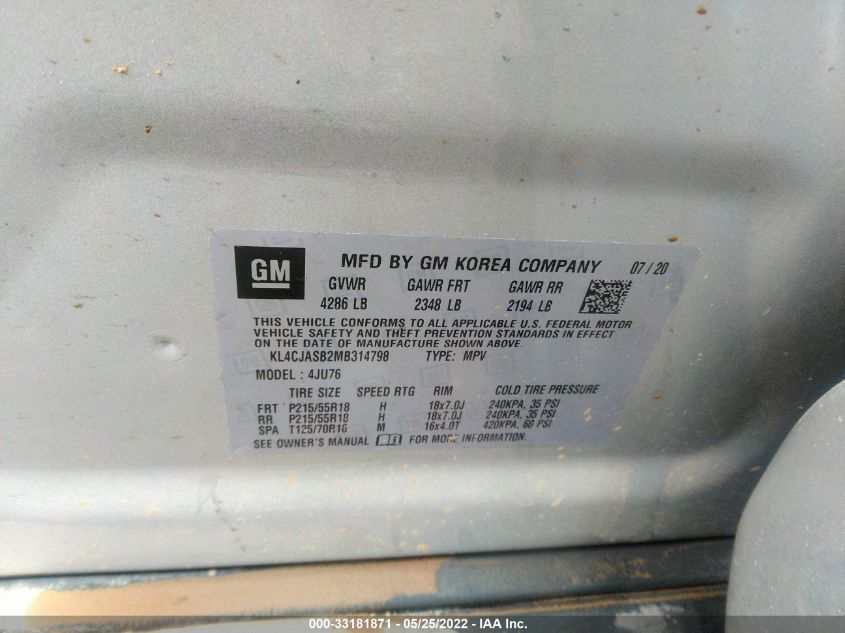 GM MFD BY GM KOREA COMPANY 07/20
GVWR GAWR FRT GAWR RR
4286 LB 2348 LB 2194 LB
THIS VEHICLE CONFORMS TO ALL APPLICABLE U.S. FEDERAL MOTOR
VEHICLE SAFETY AND THEFT PREVENTION STANDARDS IN EFFECT
ON THE DATE OF MANUFACTURE SHOWN ABOVE.
KL4CJASB2MB314798 TYPE: MPV
MODEL : 4JU76
TIRE SIZE SPEED RTG RIM COLD TIRE PRESSURE
FRT P215/55R18 H 18x7.0J 240KPA, 35 PSI
RR P215/55R18 H 18x7.0J 240KPA, 35 PSI
SPA T125/70R16 M 16x4.0T 420KPA, 60 PSI
SEE OWNER'S MANUAL FOR MORE INFORMATION.
000-33181871 - 05/25/2022 - IAA Inc.